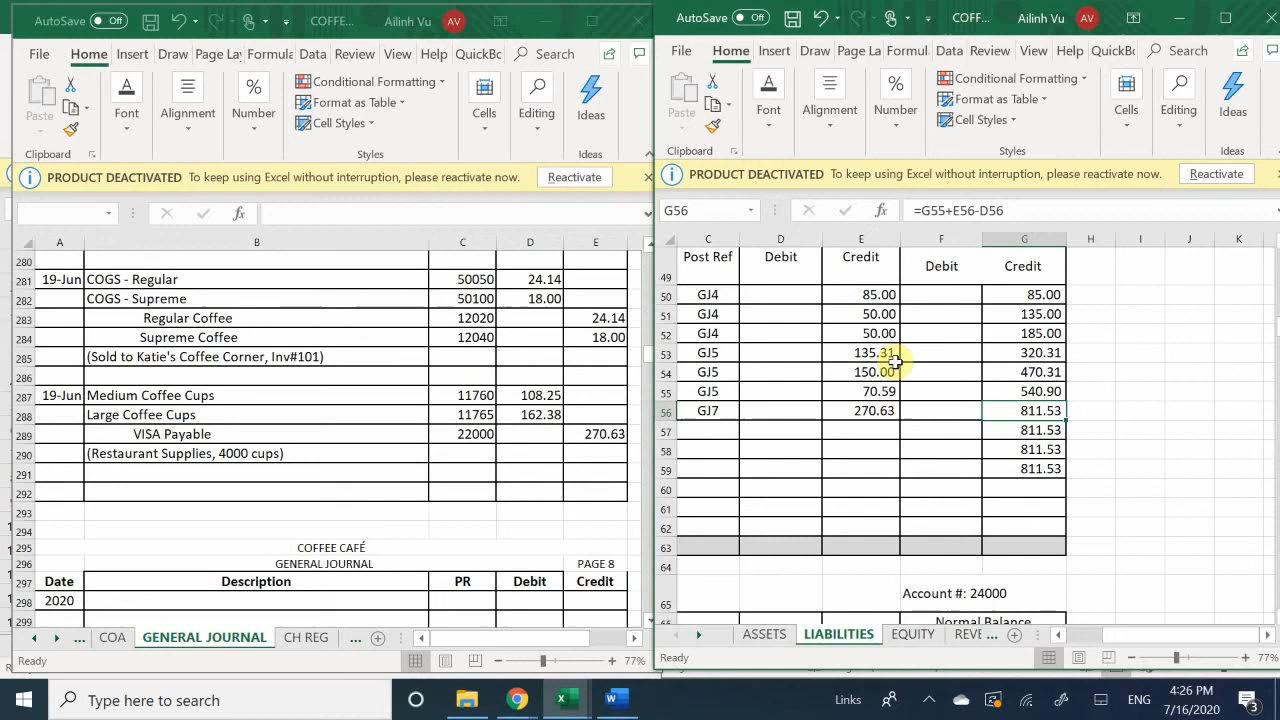 AutoSave Off COFFE... Ailinh Vu AV
File Home Insert Draw Page Lay Formula Data Review View Help QuickBo Search
Paste Font Alignment Number Conditional Formatting Format as Table Cell Styles Cells Editing Ideas
Clipboard Styles Ideas
PRODUCT DEACTIVATED To keep using Excel without interruption, please reactivate now. Reactivate
fx
A B C D E
280
281 19-Jun COGS - Regular 50050 24.14
282 COGS - Supreme 50100 18.00
283 Regular Coffee 12020 24.14
284 Supreme Coffee 12040 18.00
285 (Sold to Katie's Coffee Corner, Inv#101)
286
287 19-Jun Medium Coffee Cups 11760 108.25
288 Large Coffee Cups 11765 162.38
289 VISA Payable 22000 270.63
290 (Restaurant Supplies, 4000 cups)
291
292
293
294
295 COFFEE CAFÉ
296 GENERAL JOURNAL PAGE 8
297 Date Description PR Debit Credit
298 2020
299
... COA GENERAL JOURNAL CH REG ...
Ready 77%
AutoSave Off COFF... Ailinh Vu AV
File Home Insert Draw Page La Formul Data Review View Help QuickB Search
Paste Font Alignment Number Conditional Formatting Format as Table Cell Styles Cells Editing Ideas
Clipboard Styles Ideas
PRODUCT DEACTIVATED To keep using Excel without interruption, please reactivate now. Reactivate
G56 fx =G55+E56-D56
C D E F G H I J K
49 Post Ref Debit Credit Debit Credit
50 GJ4 85.00 85.00
51 GJ4 50.00 135.00
52 GJ4 50.00 185.00
53 GJ5 135.31 320.31
54 GJ5 150.00 470.31
55 GJ5 70.59 540.90
56 GJ7 270.63 811.53
57 811.53
58 811.53
59 811.53
60
61
62
63
64
65 Account #: 24000
66 Normal Balance
ASSETS LIABILITIES EQUITY REVE ...
Ready 77%
Type here to search Links ENG 4:26 PM
7/16/2020 3